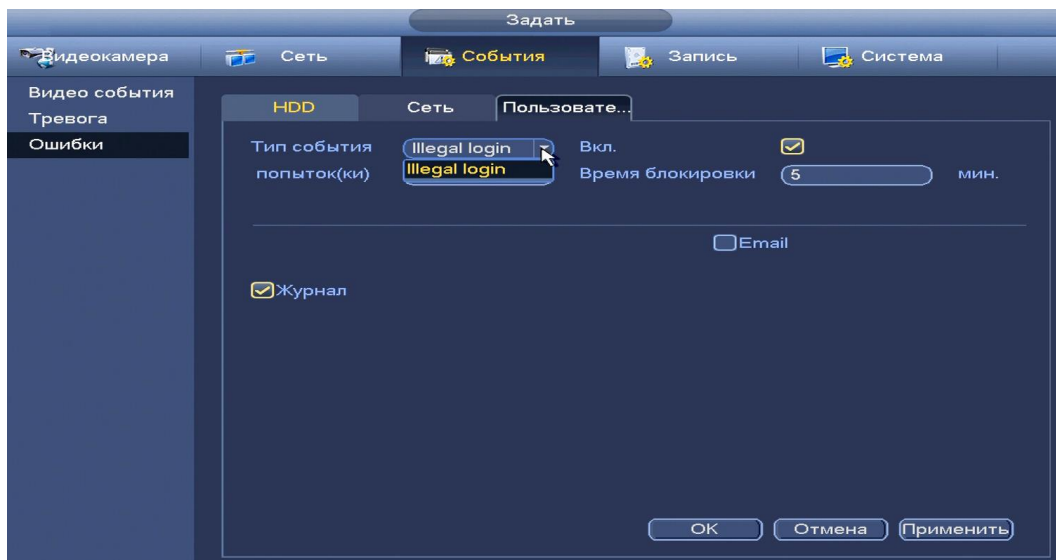 Задать
Видеокамера Сеть События Запись Система
Видео события
Тревога
Ошибки
HDD Сеть Пользовате...
Тип события Illegal login Вкл.
Illegal login
попыток(ки) Время блокировки 5 мин.
Email
Журнал
OK Отмена Применить